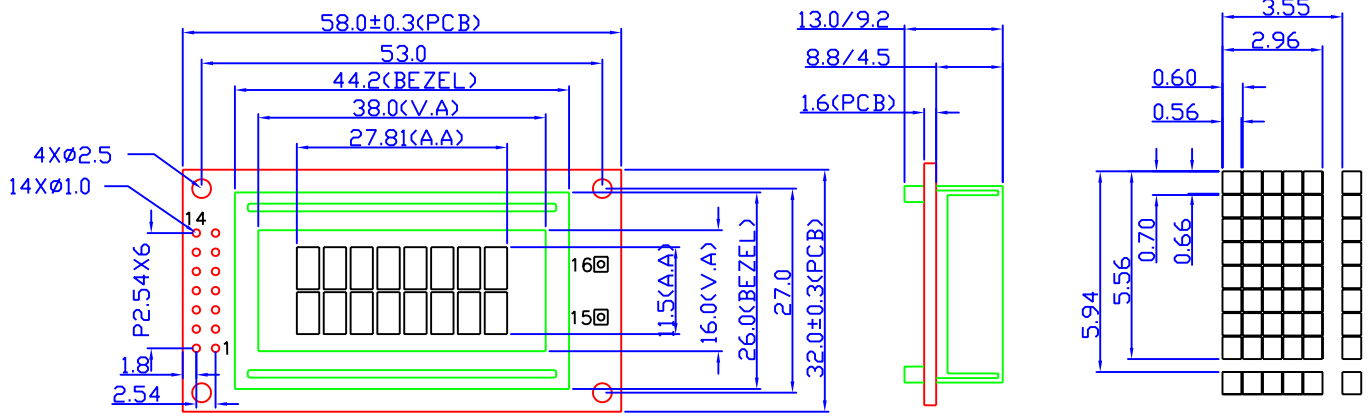 58.0±0.3(PCB)
53.0
44.2(BEZEL)
38.0(V.A)
27.81(A.A)
4XØ2.5
14XØ1.0
14
P2.54X6
1
1.8
2.54
16
15
11.5(A.A)
16.0(V.A)
26.0(BEZEL)
27.0
32.0±0.3(PCB)
13.0/9.2
8.8/4.5
1.6(PCB)
3.55
2.96
0.60
0.56
0.70
0.66
5.56
5.94